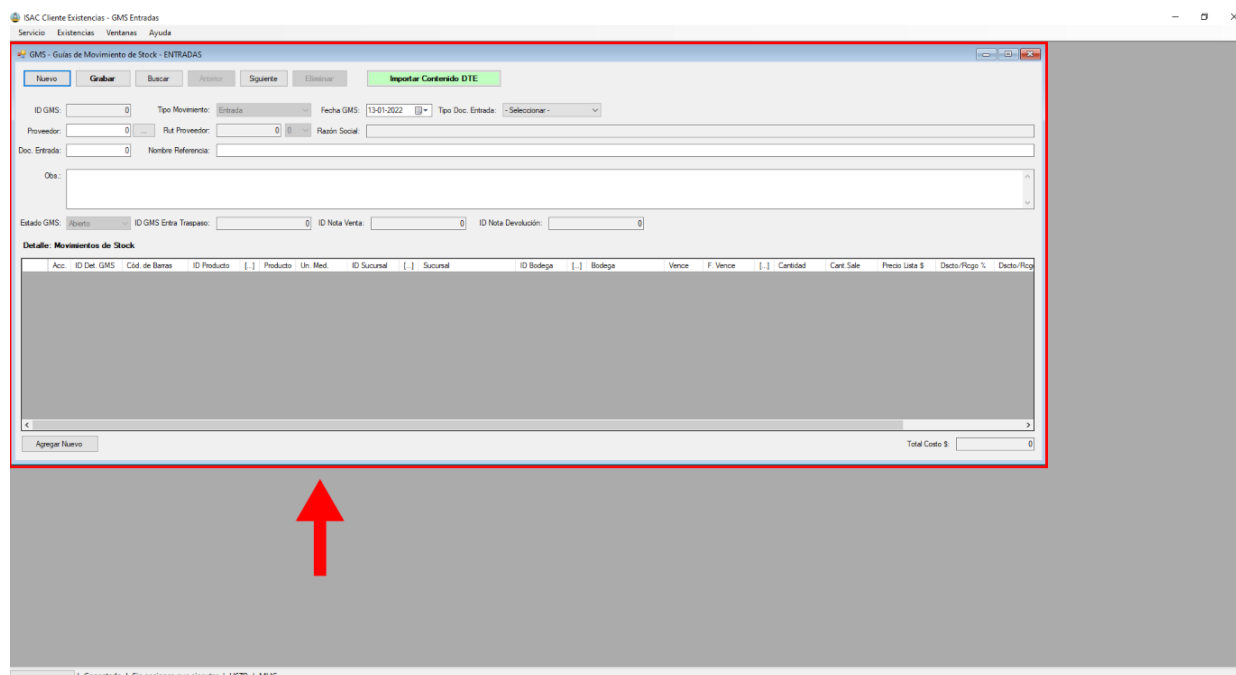 ISAC Cliente Existencias - GMS Entradas
Servicio Existencias Ventanas Ayuda
GMS - Guías de Movimiento de Stock - ENTRADAS
Nuevo Grabar Buscar Anterior Siguiente Eliminar Importar Contenido DTE
ID GMS: 0 Tipo Movimiento: Entrada Fecha GMS: 13-01-2022 Tipo Doc. Entrada: - Seleccionar -
Proveedor: 0 ... Rut Proveedor: 0 0 Razón Social:
Doc. Entrada: 0 Nombre Referencia:
Obs.:
Estado GMS: Abierto ID GMS Entra Traspaso: 0 ID Nota Venta: 0 ID Nota Devolución: 0
Detalle: Movimientos de Stock
Acc. ID Det. GMS Cód. de Barras ID Producto [...] Producto Un. Med. ID Sucursal [...] Sucursal ID Bodega [...] Bodega Vence F. Vence [...] Cantidad Cant.Sale Precio Lista $ Dscto/Rcgo % Dscto/Rcg
Agregar Nuevo Total Costo $: 0